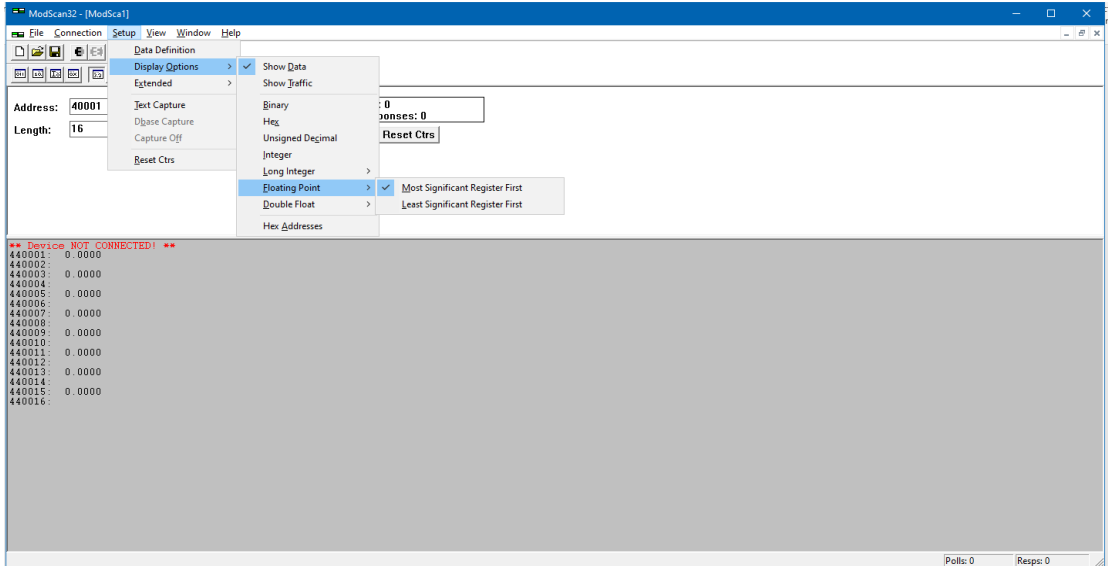 ModScan32 - [ModSca1]
File Connection Setup View Window Help
Data Definition
Display Options
Extended
Text Capture
Dbase Capture
Capture Off
Reset Ctrs
Show Data
Show Traffic
Binary
Hex
Unsigned Decimal
Integer
Long Integer
Floating Point
Double Float
Hex Addresses
Most Significant Register First
Least Significant Register First
Address: 40001
Length: 16
: 0
ponses: 0
Reset Ctrs
** Device NOT CONNECTED! **
440001: 0.0000
440002:
440003: 0.0000
440004:
440005: 0.0000
440006:
440007: 0.0000
440008:
440009: 0.0000
440010:
440011: 0.0000
440012:
440013: 0.0000
440014:
440015: 0.0000
440016:
Polls: 0
Resps: 0